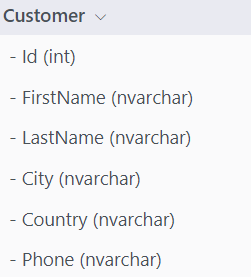 Customer
- Id (int)
- FirstName (nvarchar)
- LastName (nvarchar)
- City (nvarchar)
- Country (nvarchar)
- Phone (nvarchar)